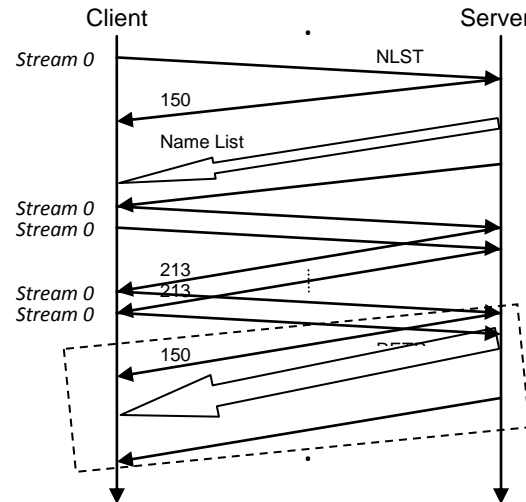 Client
Server
Stream 0
NLST
150
Name List
Stream 0
Stream 0
213
213
Stream 0
Stream 0
150